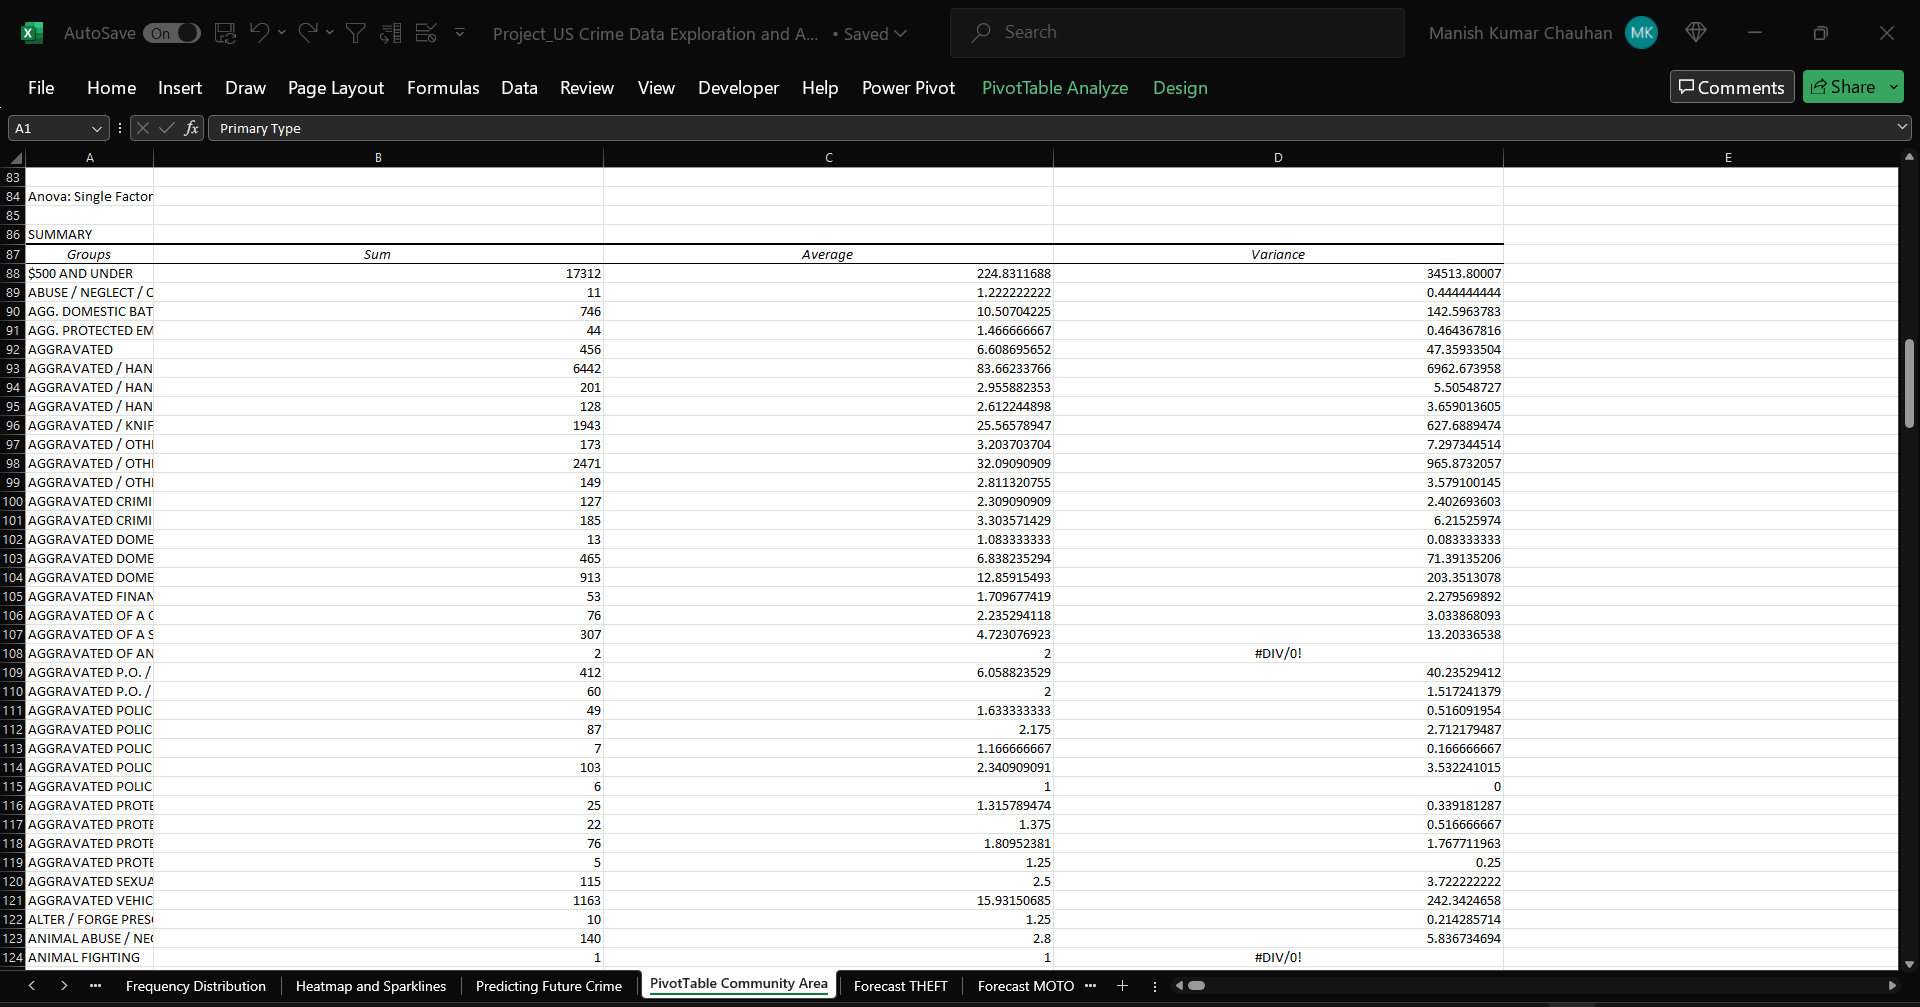 AutoSave On Project_US Crime Data Exploration and A... • Saved Search Manish Kumar Chauhan MK
File Home Insert Draw Page Layout Formulas Data Review View Developer Help Power Pivot PivotTable Analyze Design Comments Share
A1 fx Primary Type
A B C D E
83
84 Anova: Single Factor
85
86 SUMMARY
87 Groups Sum Average Variance
88 $500 AND UNDER 17312 224.8311688 34513.80007
89 ABUSE / NEGLECT / C 11 1.222222222 0.444444444
90 AGG. DOMESTIC BAT 746 10.50704225 142.5963783
91 AGG. PROTECTED EM 44 1.466666667 0.464367816
92 AGGRAVATED 456 6.608695652 47.35933504
93 AGGRAVATED / HAN 6442 83.66233766 6962.673958
94 AGGRAVATED / HAN 201 2.955882353 5.50548727
95 AGGRAVATED / HAN 128 2.612244898 3.659013605
96 AGGRAVATED / KNIF 1943 25.56578947 627.6889474
97 AGGRAVATED / OTH 173 3.203703704 7.297344514
98 AGGRAVATED / OTH 2471 32.09090909 965.8732057
99 AGGRAVATED / OTH 149 2.811320755 3.579100145
100 AGGRAVATED CRIMI 127 2.309090909 2.402693603
101 AGGRAVATED CRIMI 185 3.303571429 6.21525974
102 AGGRAVATED DOME 13 1.083333333 0.083333333
103 AGGRAVATED DOME 465 6.838235294 71.39135206
104 AGGRAVATED DOME 913 12.85915493 203.3513078
105 AGGRAVATED FINAN 53 1.709677419 2.279569892
106 AGGRAVATED OF A C 76 2.235294118 3.033868093
107 AGGRAVATED OF A S 307 4.723076923 13.20336538
108 AGGRAVATED OF AN 2 2 #DIV/0!
109 AGGRAVATED P.O. / 412 6.058823529 40.23529412
110 AGGRAVATED P.O. / 60 2 1.517241379
111 AGGRAVATED POLIC 49 1.633333333 0.516091954
112 AGGRAVATED POLIC 87 2.175 2.712179487
113 AGGRAVATED POLIC 7 1.166666667 0.166666667
114 AGGRAVATED POLIC 103 2.340909091 3.532241015
115 AGGRAVATED POLIC 6 1 0
116 AGGRAVATED PROTE 25 1.315789474 0.339181287
117 AGGRAVATED PROTE 22 1.375 0.516666667
118 AGGRAVATED PROTE 76 1.80952381 1.767711963
119 AGGRAVATED PROTE 5 1.25 0.25
120 AGGRAVATED SEXUA 115 2.5 3.722222222
121 AGGRAVATED VEHIC 1163 15.93150685 242.3424658
122 ALTER / FORGE PRES 10 1.25 0.214285714
123 ANIMAL ABUSE / NE 140 2.8 5.836734694
124 ANIMAL FIGHTING 1 1 #DIV/0!
Frequency Distribution Heatmap and Sparklines Predicting Future Crime PivotTable Community Area Forecast THEFT Forecast MOTO